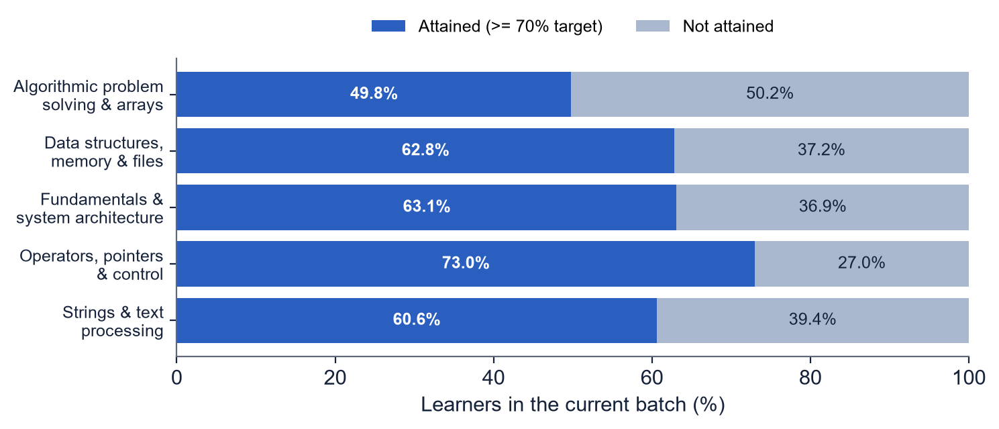 Attained (>= 70% target) Not attained
Algorithmic problem
solving & arrays
49.8% 50.2%
Data structures,
memory & files
62.8% 37.2%
Fundamentals &
system architecture
63.1% 36.9%
Operators, pointers
& control
73.0% 27.0%
Strings & text
processing
60.6% 39.4%
0 20 40 60 80 100
Learners in the current batch (%)